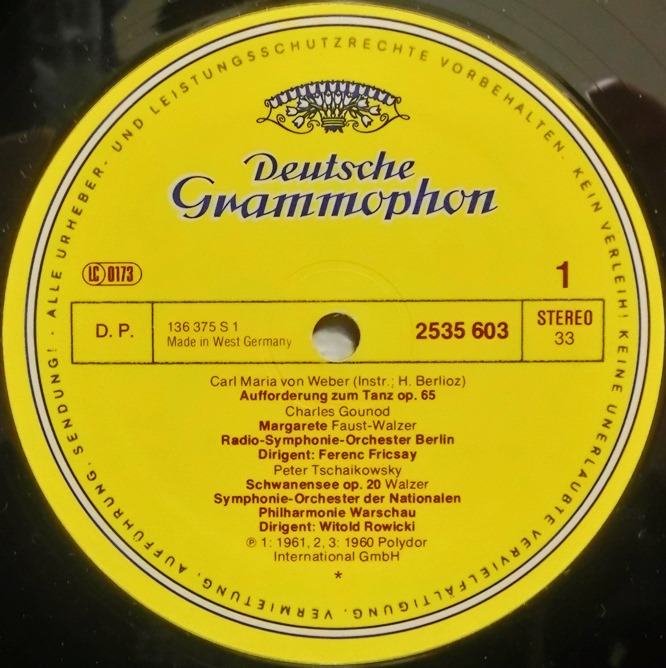 ALLE URHEBER- UND LEISTUNGSSCHUTZRECHTE VORBEHALTEN. KEIN VERLEIH! KEINE UNERLAUBTE VERVIELFÄLTIGUNG, VERMIETUNG, AUFFÜHRUNG, SENDUNG! ·
Deutsche
Grammophon
LC 0173
1
D. P.
136 375 S 1
Made in West Germany
2535 603
STEREO
33
Carl Maria von Weber (Instr.; H. Berlioz)
Aufforderung zum Tanz op. 65
Charles Gounod
Margarete Faust-Walzer
Radio-Symphonie-Orchester Berlin
Dirigent: Ferenc Fricsay
Peter Tschaikowsky
Schwanensee op. 20 Walzer
Symphonie-Orchester der Nationalen
Philharmonie Warschau
Dirigent: Witold Rowicki
℗ 1: 1961, 2, 3: 1960 Polydor
International GmbH
*